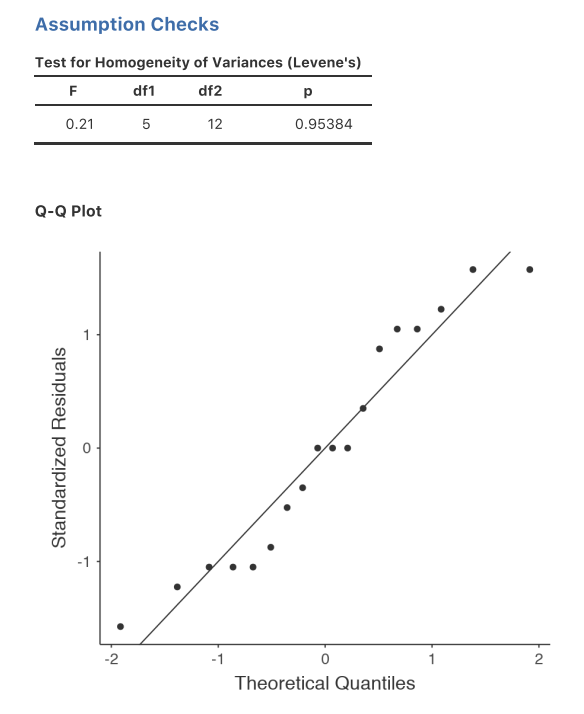 Assumption Checks
Test for Homogeneity of Variances (Levene's)
F df1 df2 p
0.21 5 12 0.95384
Q-Q Plot
Standardized Residuals
1
0
-1
-2 -1 0 1 2
Theoretical Quantiles